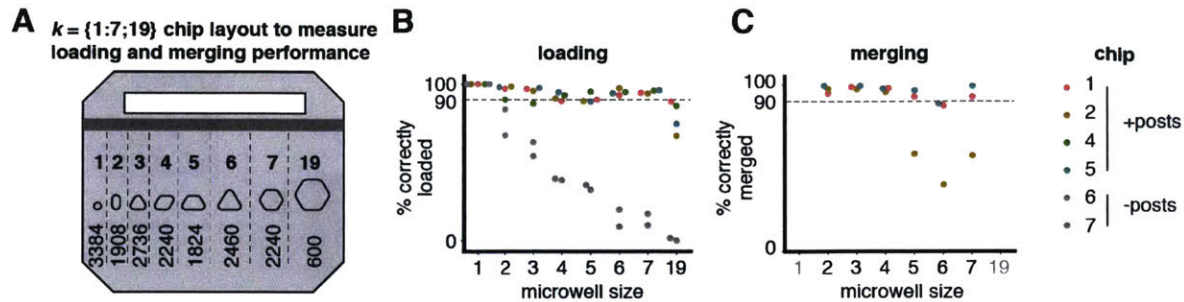 A k = {1:7;19} chip layout to measure
loading and merging performance
1 2 3 4 5 6 7 19
3384 1908 2736 2240 1824 2460 2240 600
B
loading
% correctly
loaded
100
90
0
1 2 3 4 5 6 7 19
microwell size
C
merging
% correctly
merged
100
90
0
1 2 3 4 5 6 7 19
microwell size
chip
1
2
4
5
6
7
+posts
-posts